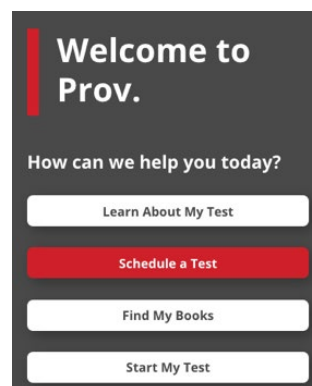 Welcome to
Prov.
How can we help you today?
Learn About My Test
Schedule a Test
Find My Books
Start My Test